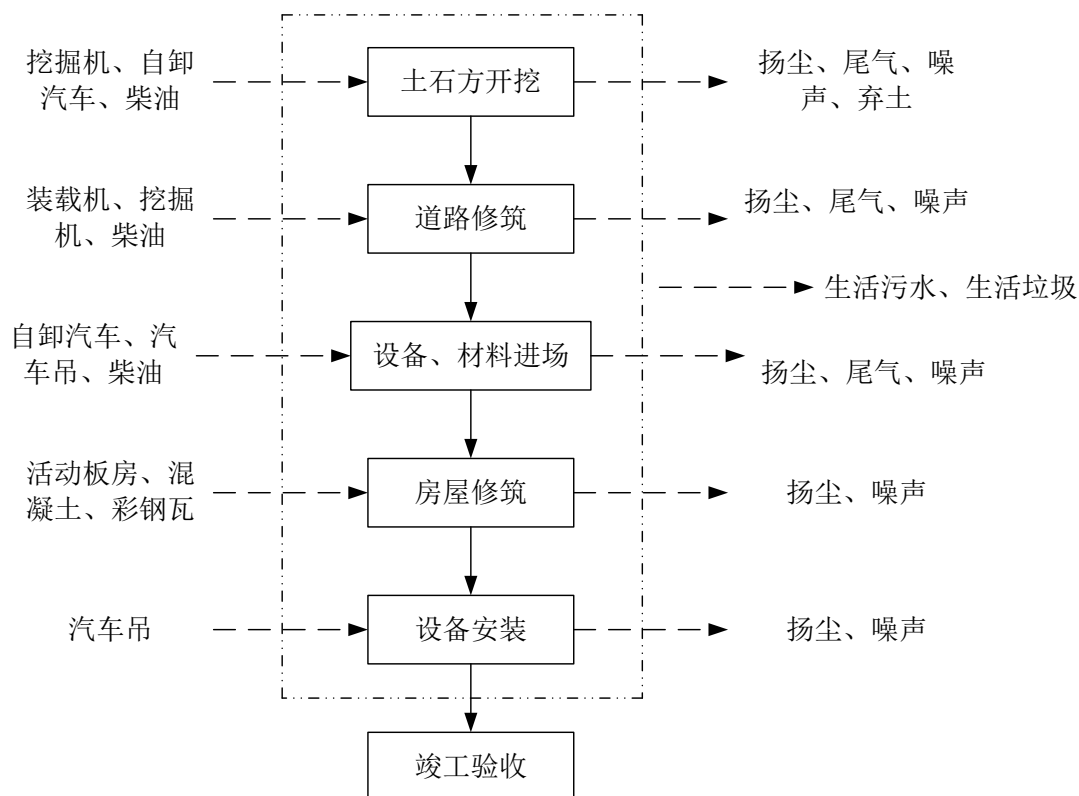 挖掘机、自卸
汽车、柴油
土石方开挖
扬尘、尾气、噪
声、弃土
装载机、挖掘
机、柴油
道路修筑
扬尘、尾气、噪声
生活污水、生活垃圾
自卸汽车、汽
车吊、柴油
设备、材料进场
扬尘、尾气、噪声
活动板房、混
凝土、彩钢瓦
房屋修筑
扬尘、噪声
汽车吊
设备安装
扬尘、噪声
竣工验收